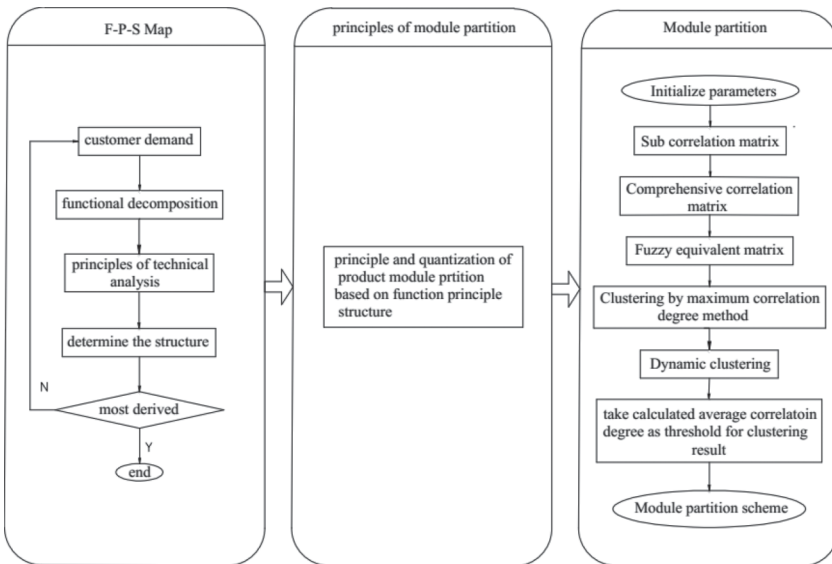 F-P-S Map
customer demand
functional decomposition
principles of technical
analysis
determine the structure
N
most derived
Y
end
principles of module partition
principle and quantization of
product module prtition
based on function principle
structure
Module partition
Initialize parameters
Sub correlation matrix
Comprehensive correlation
matrix
Fuzzy equivalent matrix
Clustering by maximum correlation
degree method
Dynamic clustering
take calculated average correlatoin
degree as threshold for clustering
result
Module partition scheme